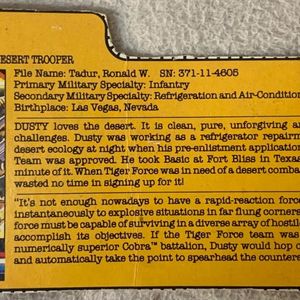 DESERT TROOPER
File Name: Tadur, Ronald W. SN: 371-11-4605
Primary Military Specialty: Infantry
Secondary Military Specialty: Refrigeration and Air-Condition
Birthplace: Las Vegas, Nevada
DUSTY loves the desert. It is clean, pure, unforgiving an
challenges. Dusty was working as a refrigerator repairm
desert ecology at night when his pre-enlistment application
Team was approved. He took Basic at Fort Bliss in Texa
minute of it. When Tiger Force was in need of a desert comba
wasted no time in signing up for it!
"It's not enough nowadays to have a rapid-reaction force
instantaneously to explosive situations in far flung corners
force must be capable of surviving in a diverse array of hostile
accomplish its objectives. If the Tiger Force team was
numerically superior Cobra™ battalion, Dusty would hop o
and automatically take the point to spearhead the counters